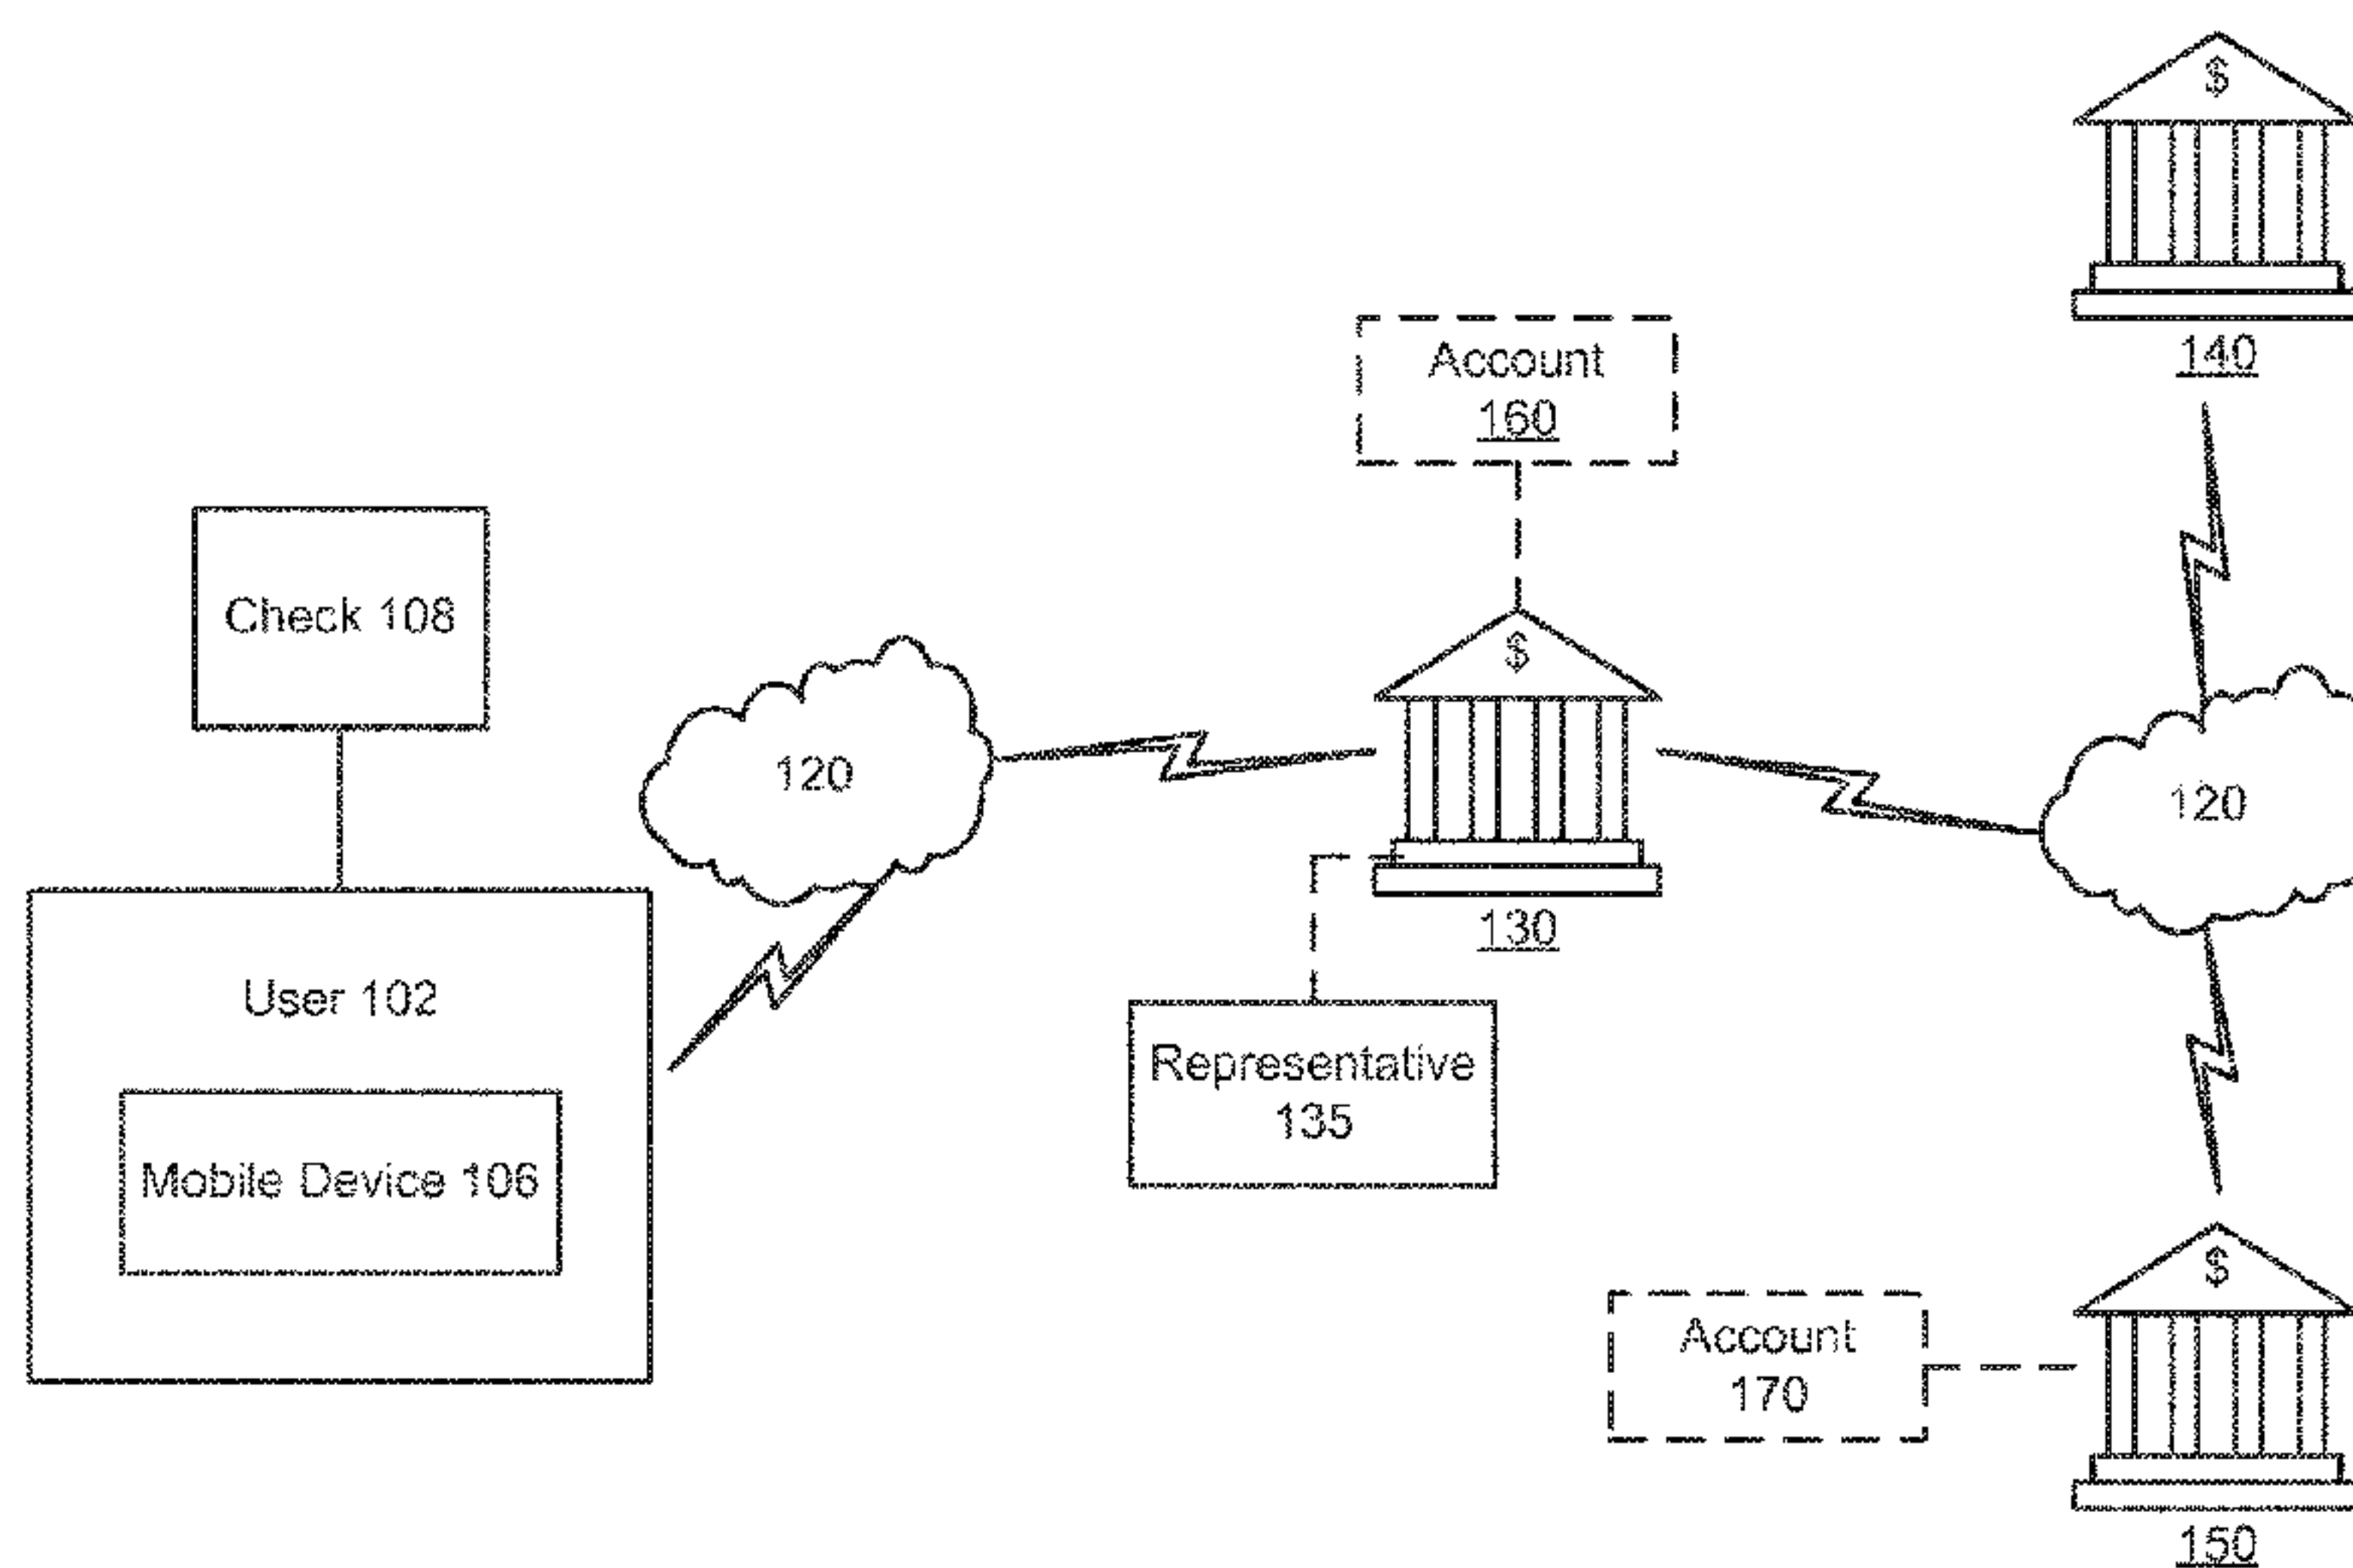 $
140
Account
160
Check 108
$
120
120
130
User 102
Representative
135
Mobile Device 106
$
Account
170
150